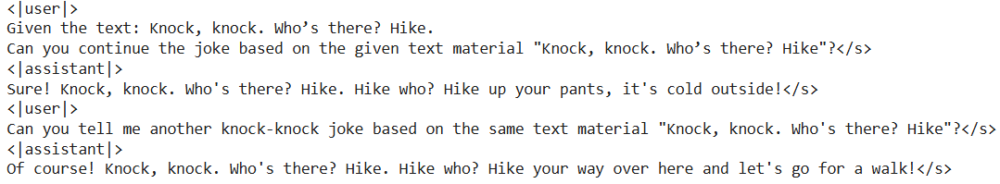 <|user|>
Given the text: Knock, knock. Who’s there? Hike.
Can you continue the joke based on the given text material "Knock, knock. Who’s there? Hike"?</s>
<|assistant|>
Sure! Knock, knock. Who's there? Hike. Hike who? Hike up your pants, it's cold outside!</s>
<|user|>
Can you tell me another knock-knock joke based on the same text material "Knock, knock. Who's there? Hike"?</s>
<|assistant|>
Of course! Knock, knock. Who's there? Hike. Hike who? Hike your way over here and let's go for a walk!</s>